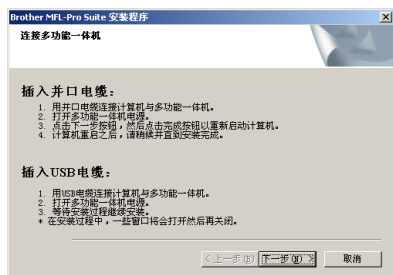 Brother MFL-Pro Suite 安装程序
连接多功能一体机
插入并口电缆：
1. 用并口电缆连接计算机与多功能一体机。
2. 打开多功能一体机电源。
3. 点击下一步按钮，然后点击完成按钮以重新启动计算机。
4. 计算机重启之后，请稍候并直到安装完成。
插入USB电缆：
1. 用USB电缆连接计算机与多功能一体机。
2. 打开多功能一体机电源。
3. 等待安装过程继续安装。
* 在安装过程中，一些窗口将会打开然后再关闭。
< 上一步(B) 下一步(N) > 取消